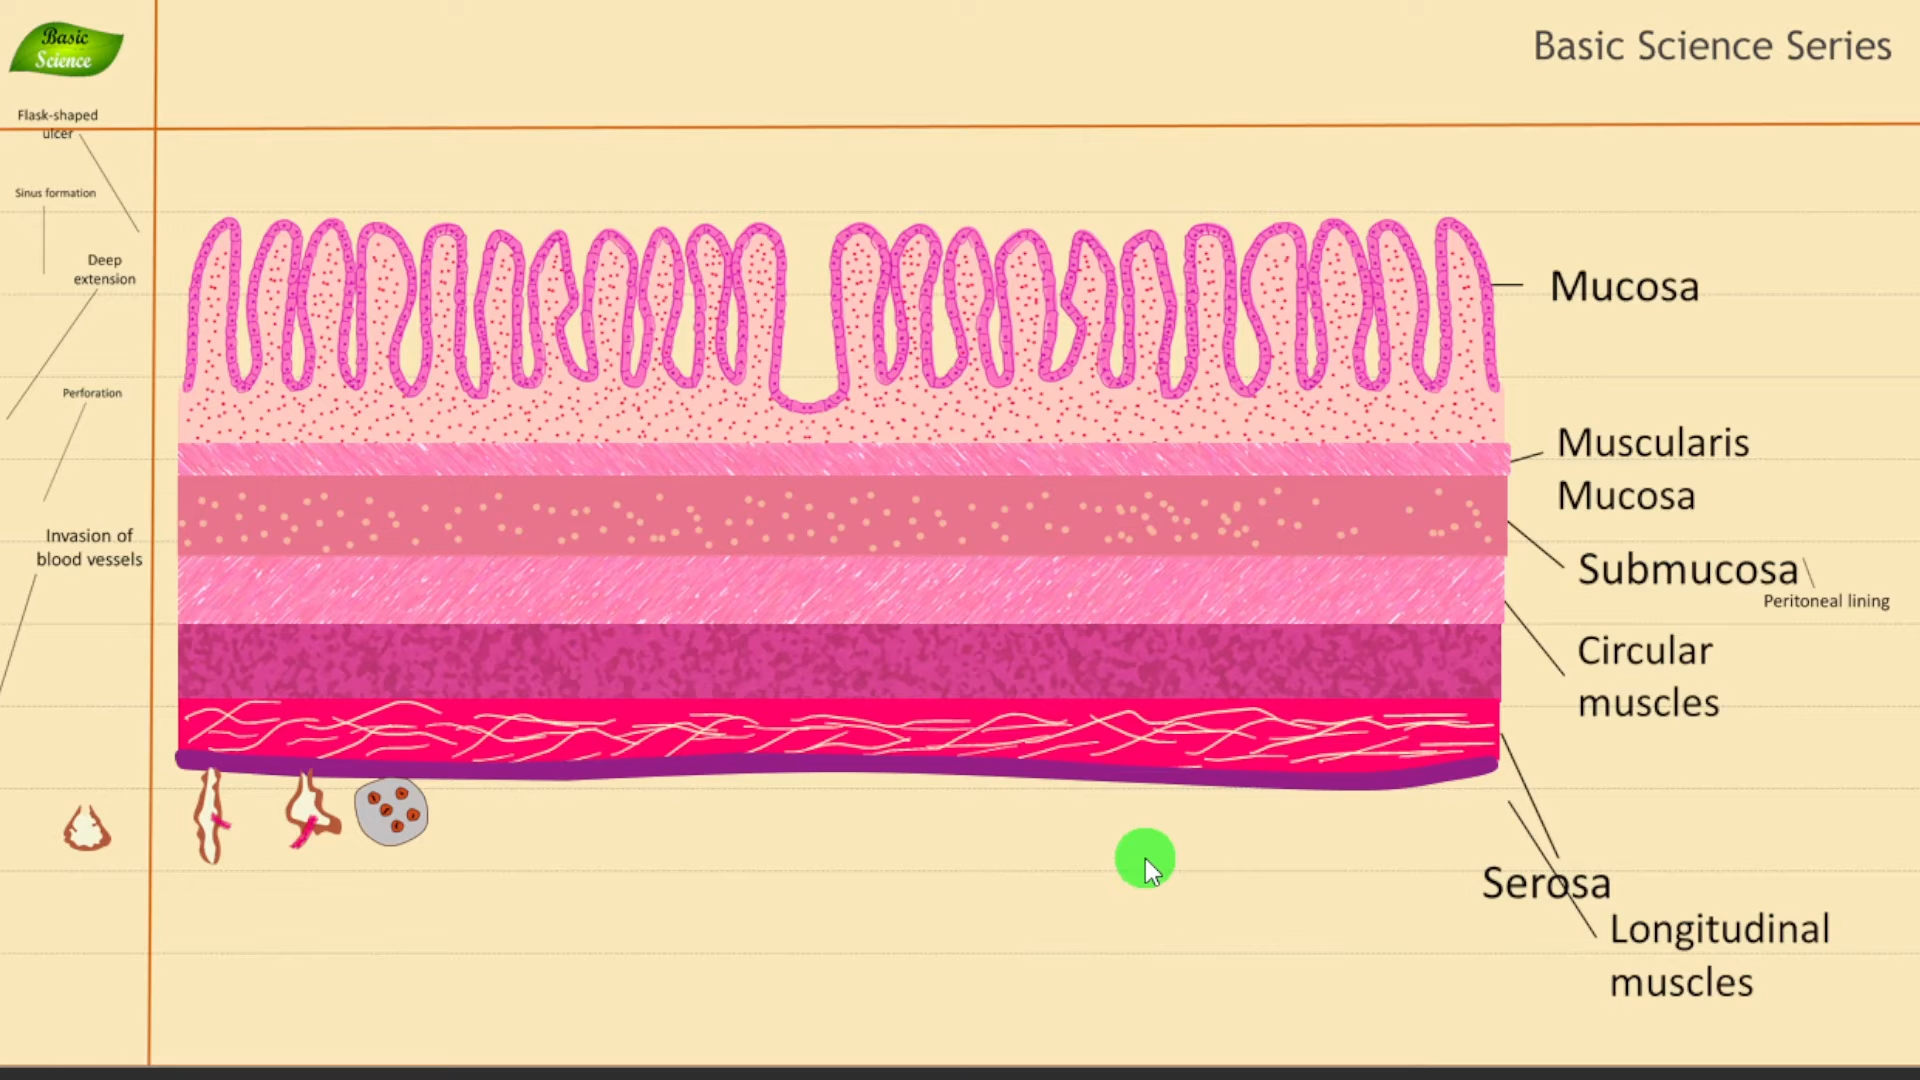 Basic
Science
Basic Science Series
Flask-shaped
ulcer
Sinus formation
Deep
extension
Perforation
Invasion of
blood vessels
Mucosa
Muscularis
Mucosa
Submucosa
Peritoneal lining
Circular
muscles
Serosa
Longitudinal
muscles